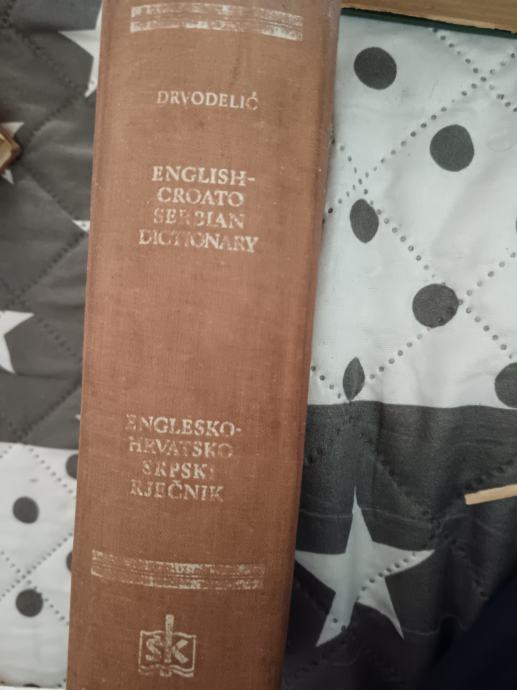 DRVODELIĆ
ENGLISH-
CROATO
SERBIAN
DICTIONARY
ENGLESKO-
HRVATSKO
SRPSKI
RJEČNIK
ŠK